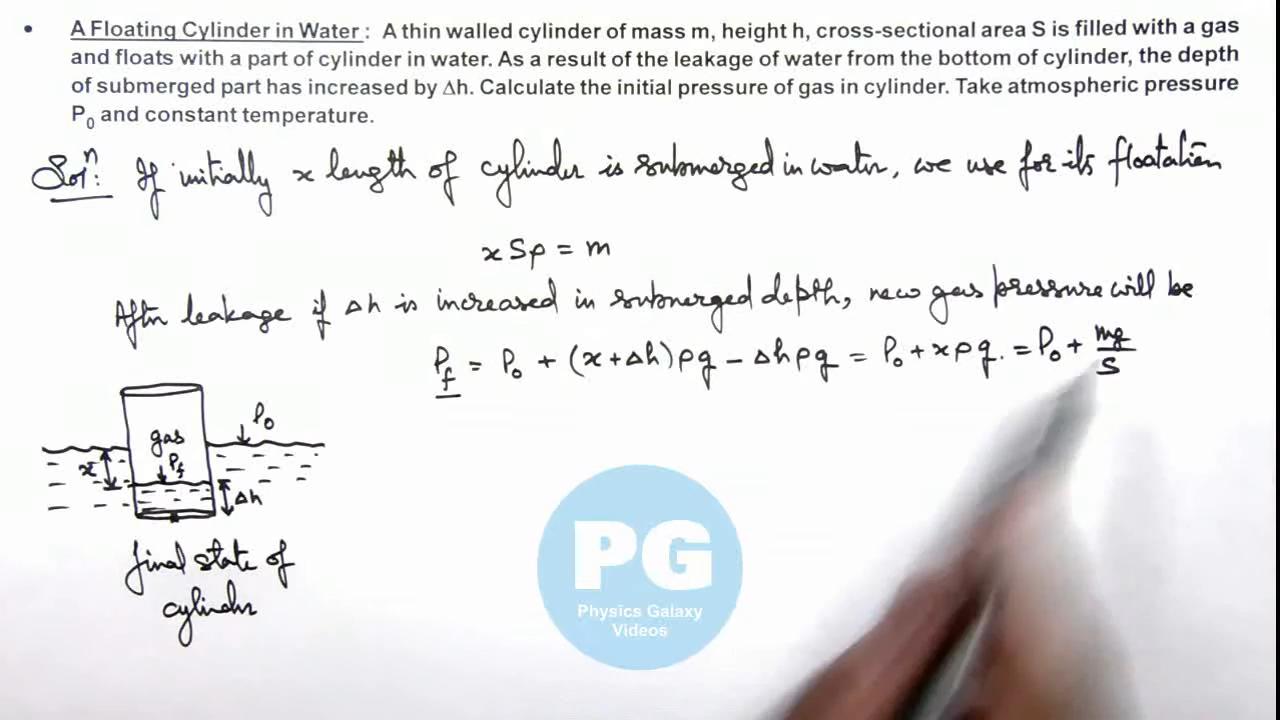 • A Floating Cylinder in Water : A thin walled cylinder of mass m, height h, cross-sectional area S is filled with a gas
and floats with a part of cylinder in water. As a result of the leakage of water from the bottom of cylinder, the depth
of submerged part has increased by Δh. Calculate the initial pressure of gas in cylinder. Take atmospheric pressure
P₀ and constant temperature.
Solⁿ: If initially x length of cylinder is submerged in water, we use for its floatation
xSρ = m
After leakage if Δh is increased in submerged depth, new gas pressure will be
P_f = P₀ + (x+Δh)ρg − Δhρg = P₀ + xρg. = P₀ + mg/S
P₀
gas
P_f
x
Δh
final state of
cylinder
PG
Physics Galaxy
Videos